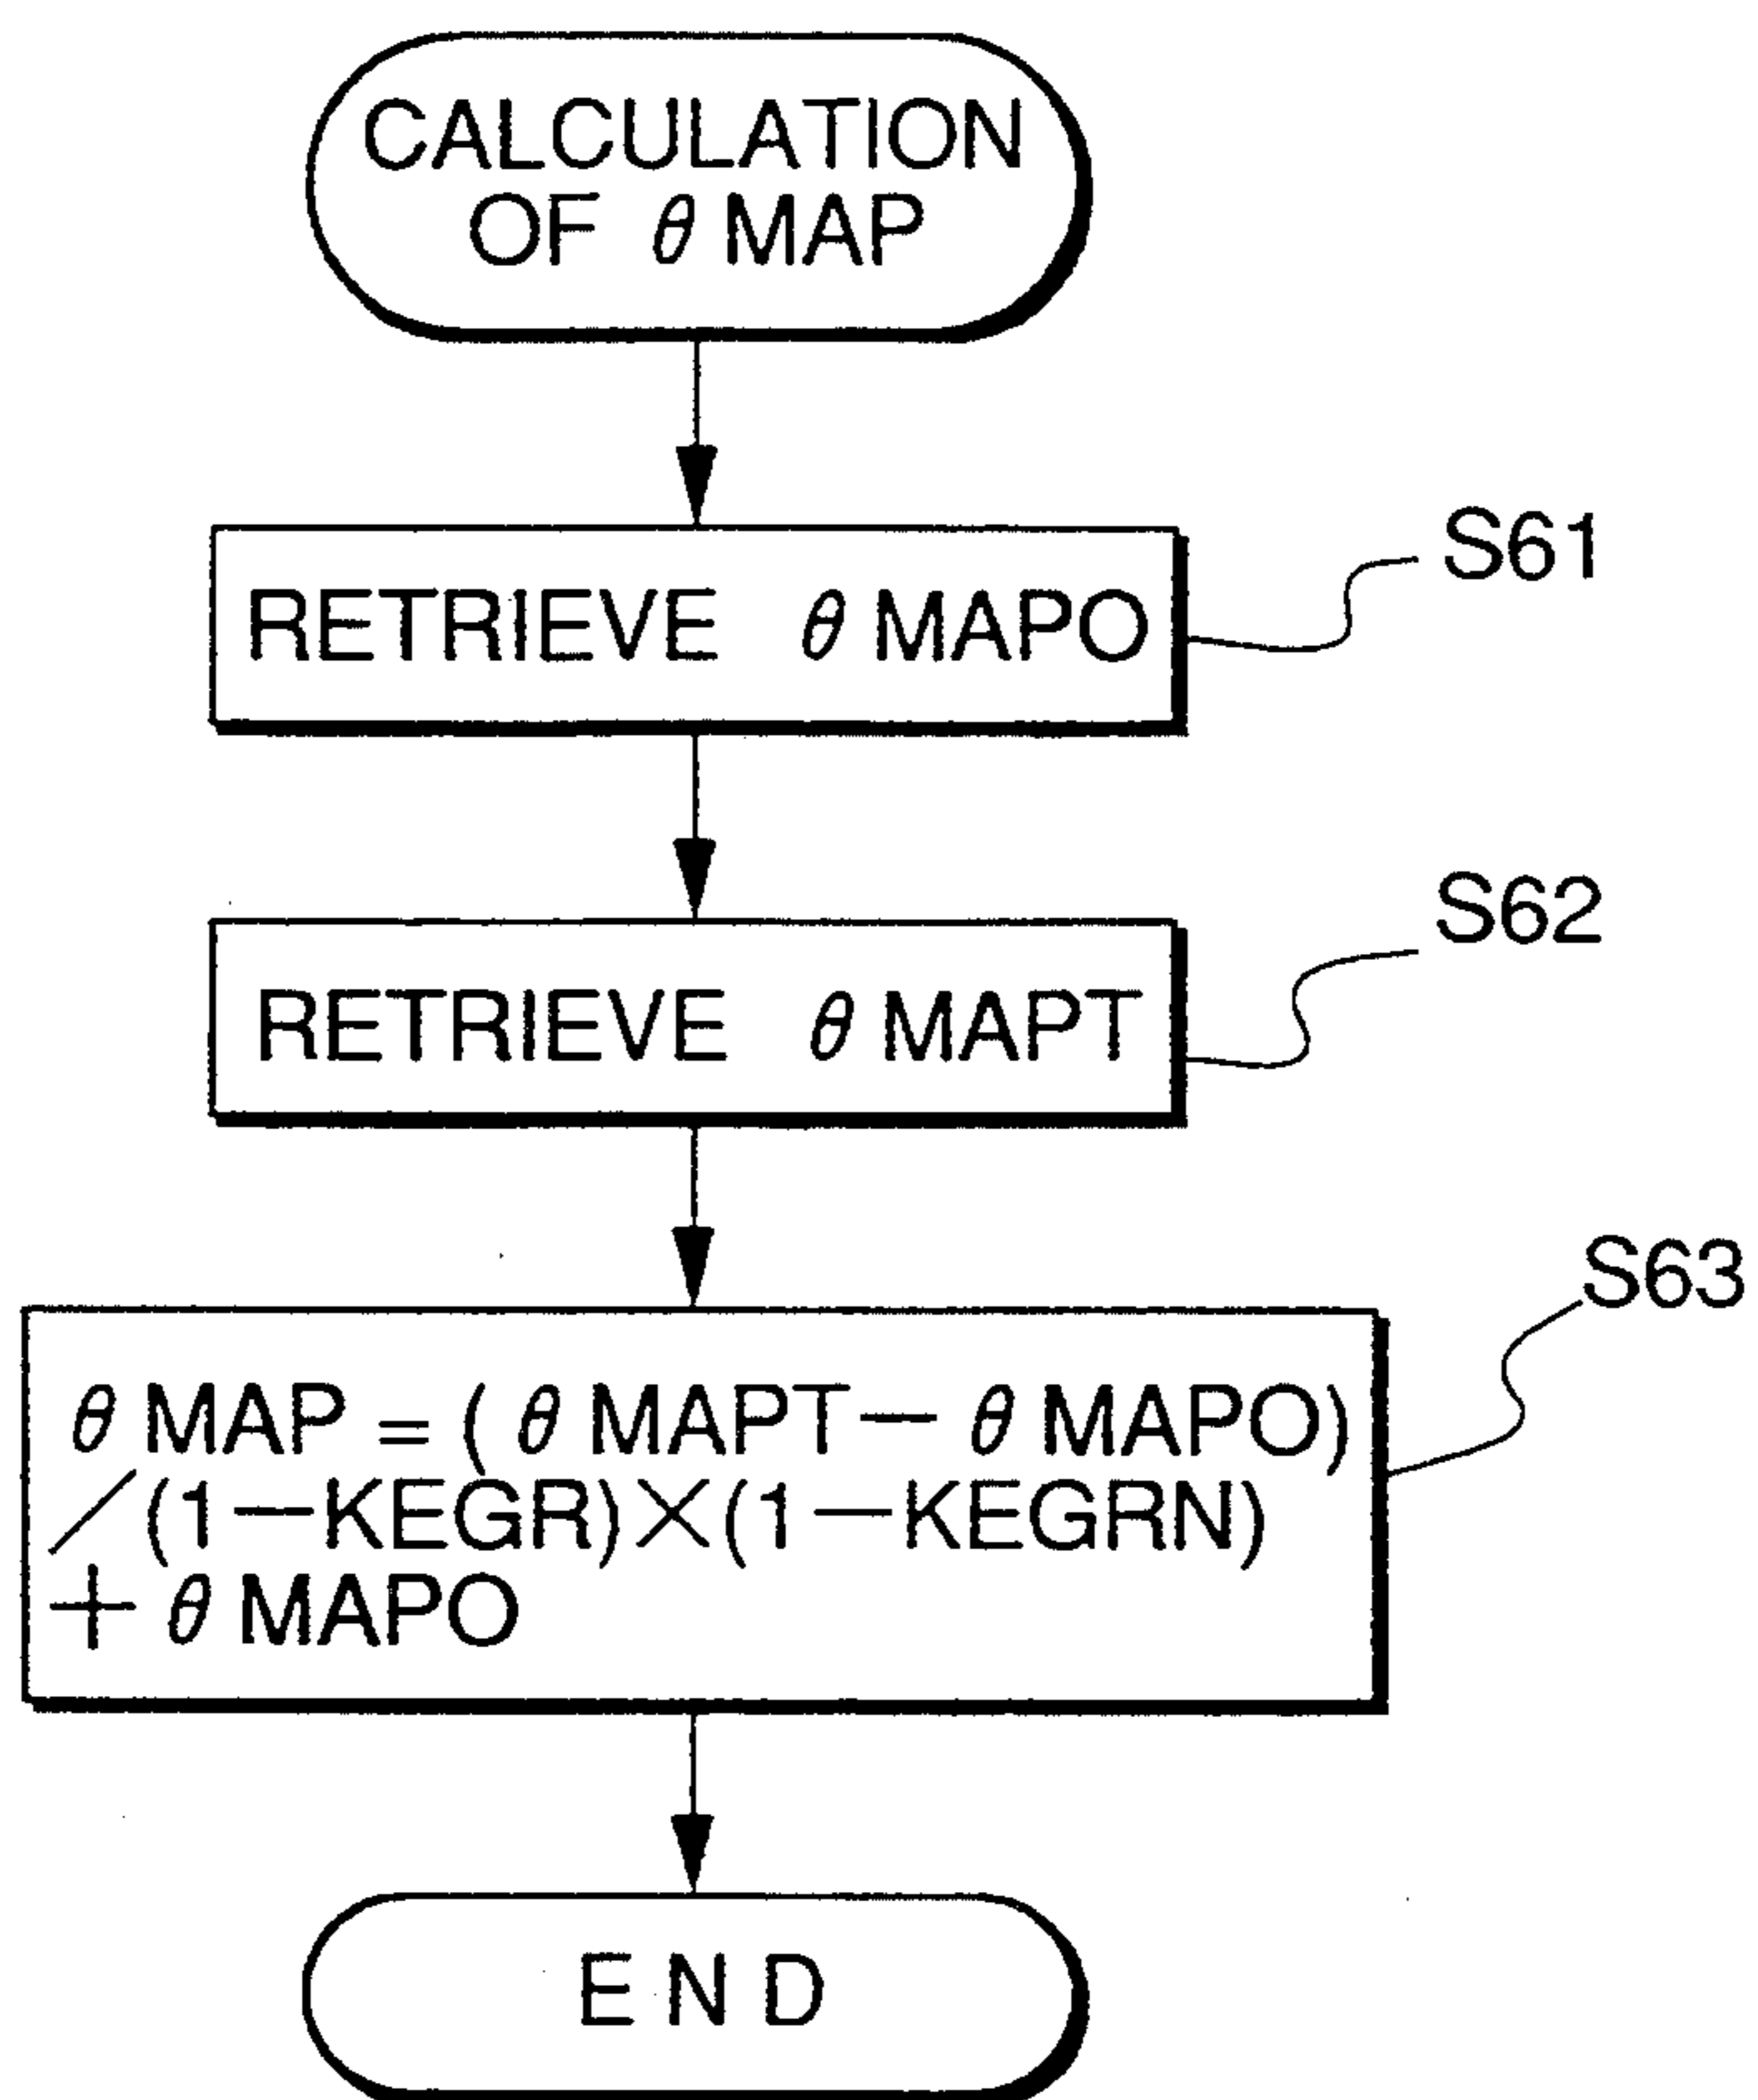 CALCULATION
OF θ MAP
RETRIEVE θ MAPO
S61
RETRIEVE θ MAPT
S62
θ MAP = (θ MAPT− θ MAPO)
/(1−KEGR)×(1−KEGRN)
+ θ MAPO
S63
END